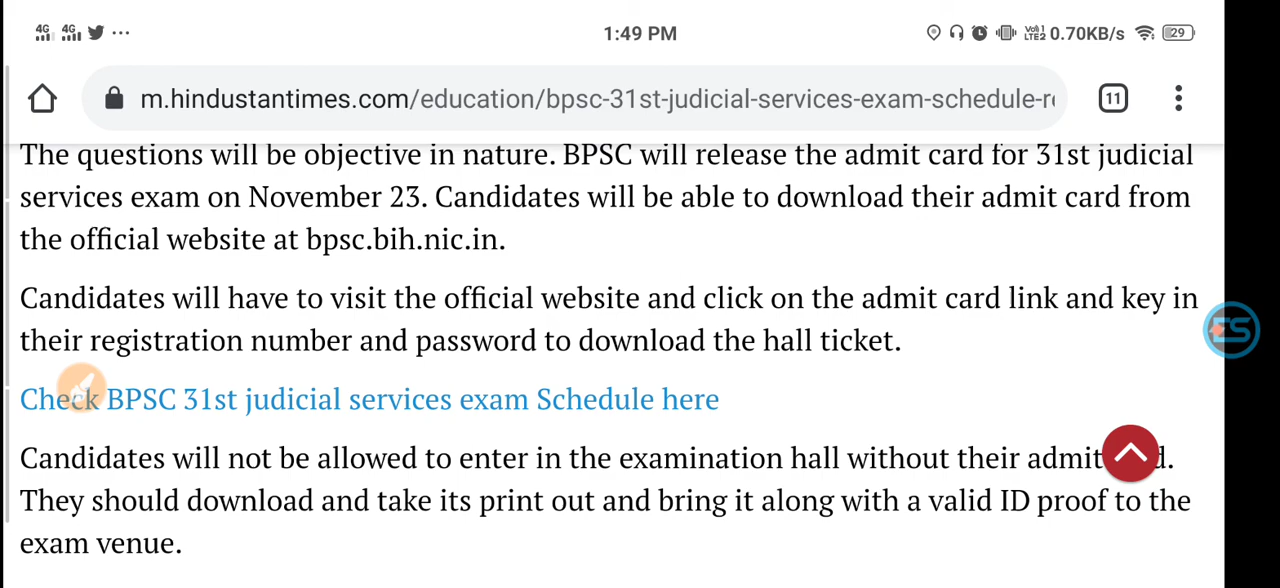 4G 4G ... 1:49 PM Vo)) 1 LTE2 0.70KB/s 29
m.hindustantimes.com/education/bpsc-31st-judicial-services-exam-schedule-r 11
The questions will be objective in nature. BPSC will release the admit card for 31st judicial
services exam on November 23. Candidates will be able to download their admit card from
the official website at bpsc.bih.nic.in.
Candidates will have to visit the official website and click on the admit card link and key in
their registration number and password to download the hall ticket.
Check BPSC 31st judicial services exam Schedule here
Candidates will not be allowed to enter in the examination hall without their admit d.
They should download and take its print out and bring it along with a valid ID proof to the
exam venue.